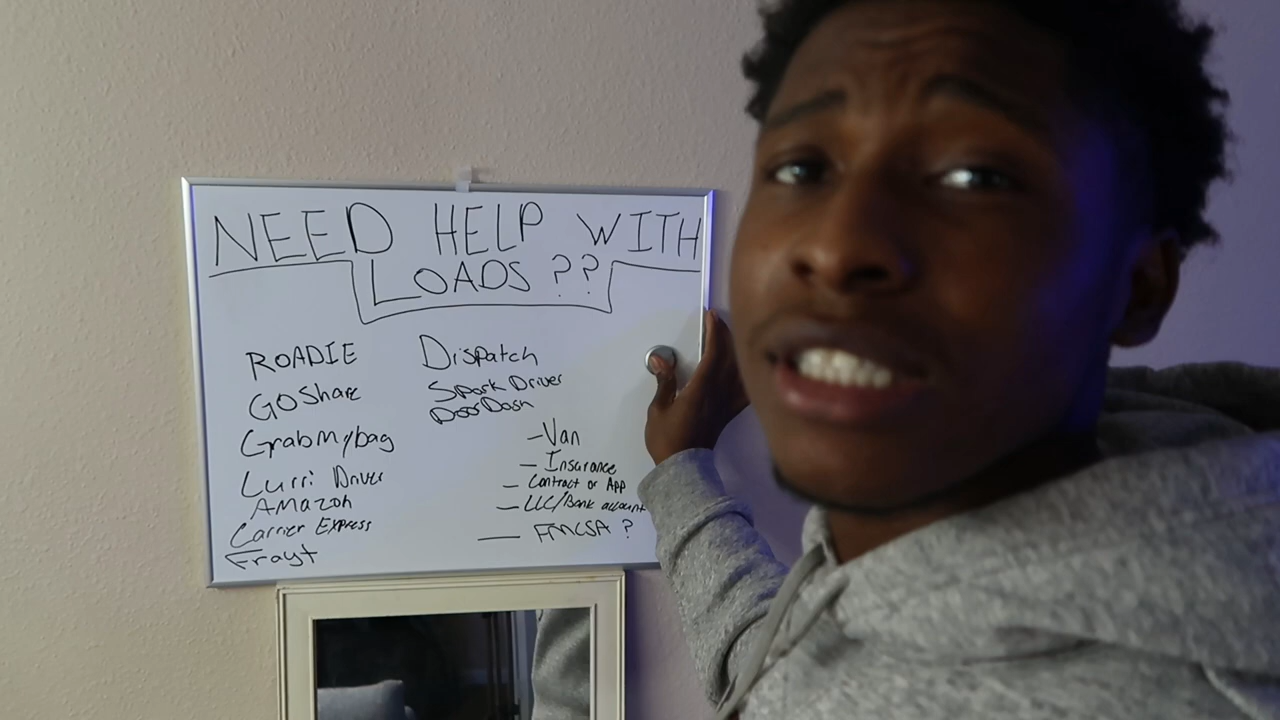 NEED HELP WITH
LOADS ??
ROADIE
GOShare
GrabMybag
Lurri Driver
Amazon
Carrier Express
Frayt
Dispatch
Spark Driver
DoorDash
- Van
- Insurance
- Contract or App
- LLC/Bank account
- FMCSA ?